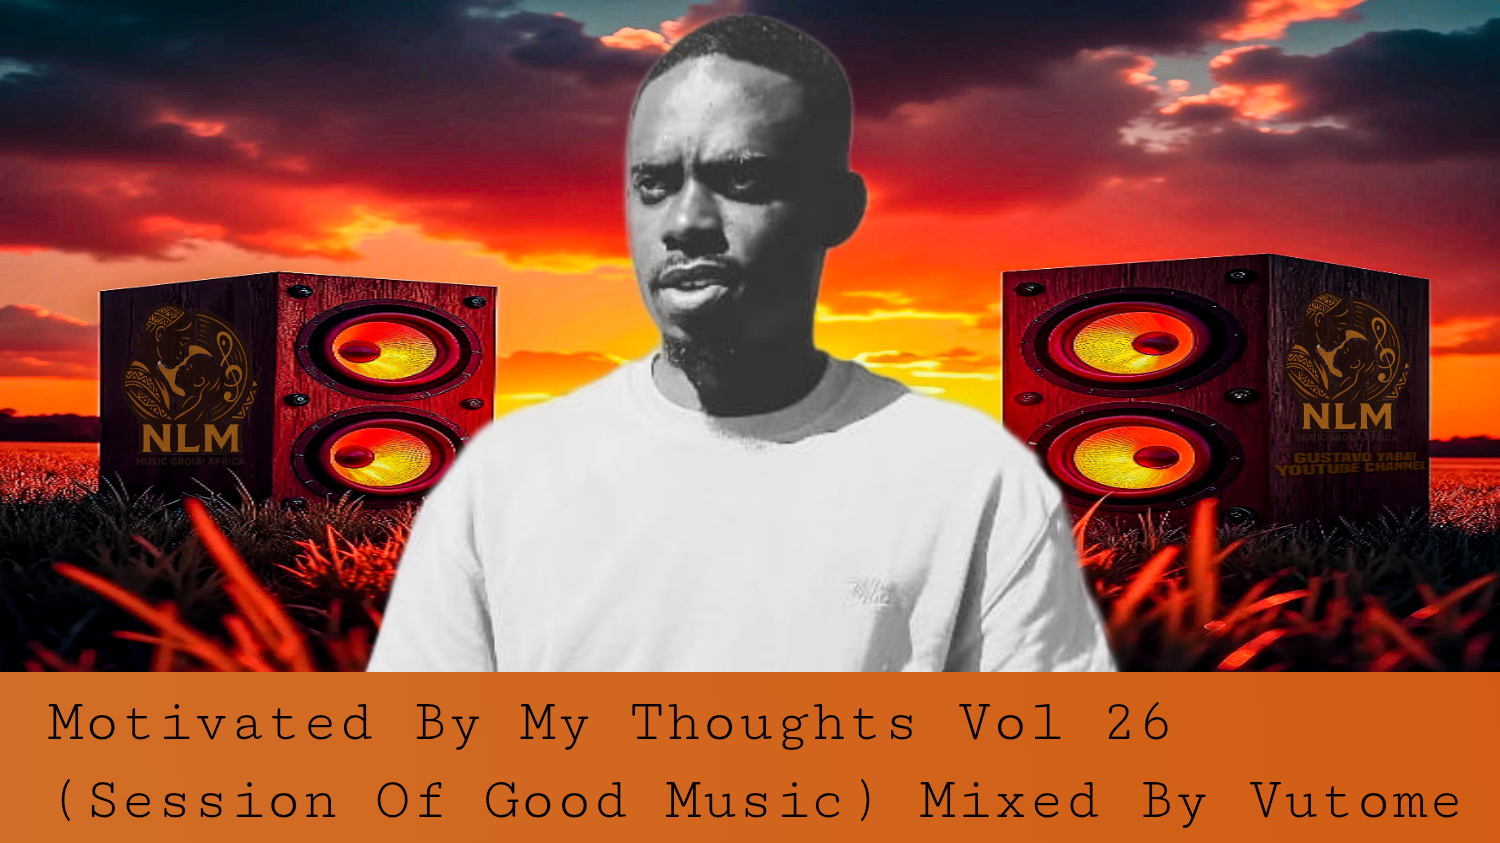 NLM
MUSIC GROUP AFRICA
NLM
MUSIC GROUP AFRICA
GUSTAVO YABAI
YOUTUBE CHANNEL
Motivated By My Thoughts Vol 26
(Session Of Good Music) Mixed By Vutome